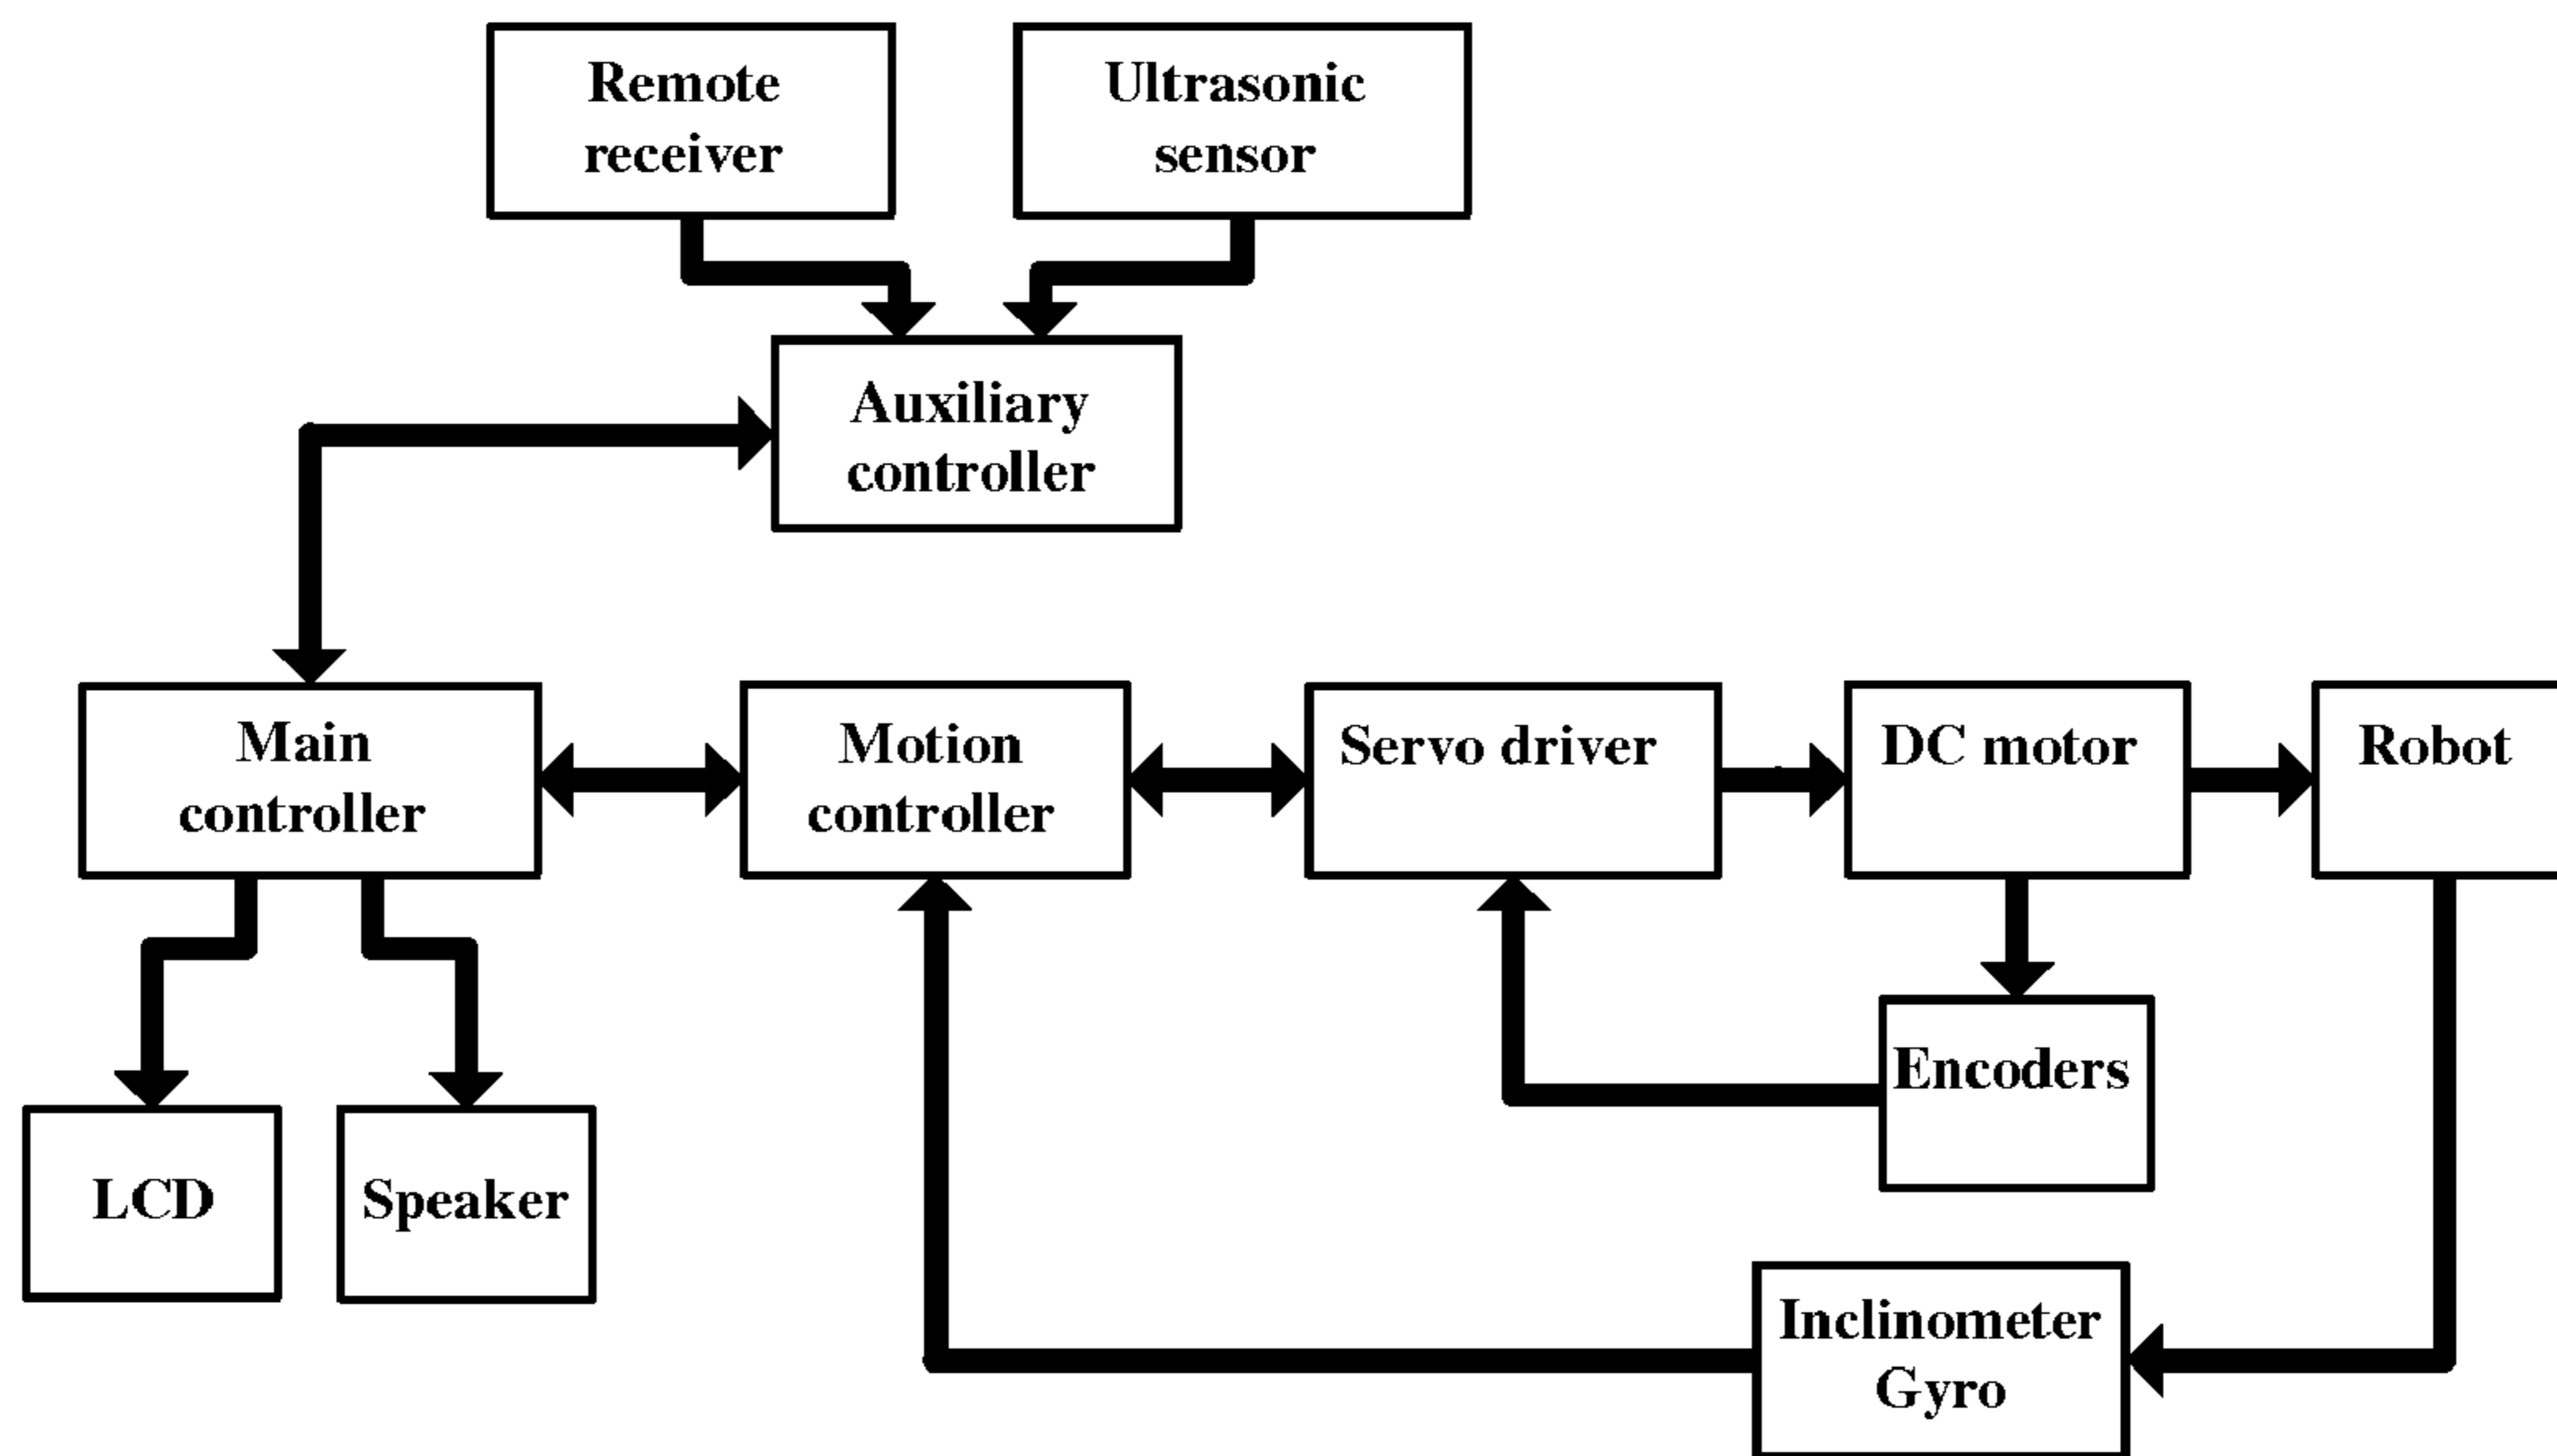 Remote
receiver
Ultrasonic
sensor
Auxiliary
controller
Main
controller
Motion
controller
Servo driver
DC motor
Robot
Encoders
LCD
Speaker
Inclinometer
Gyro